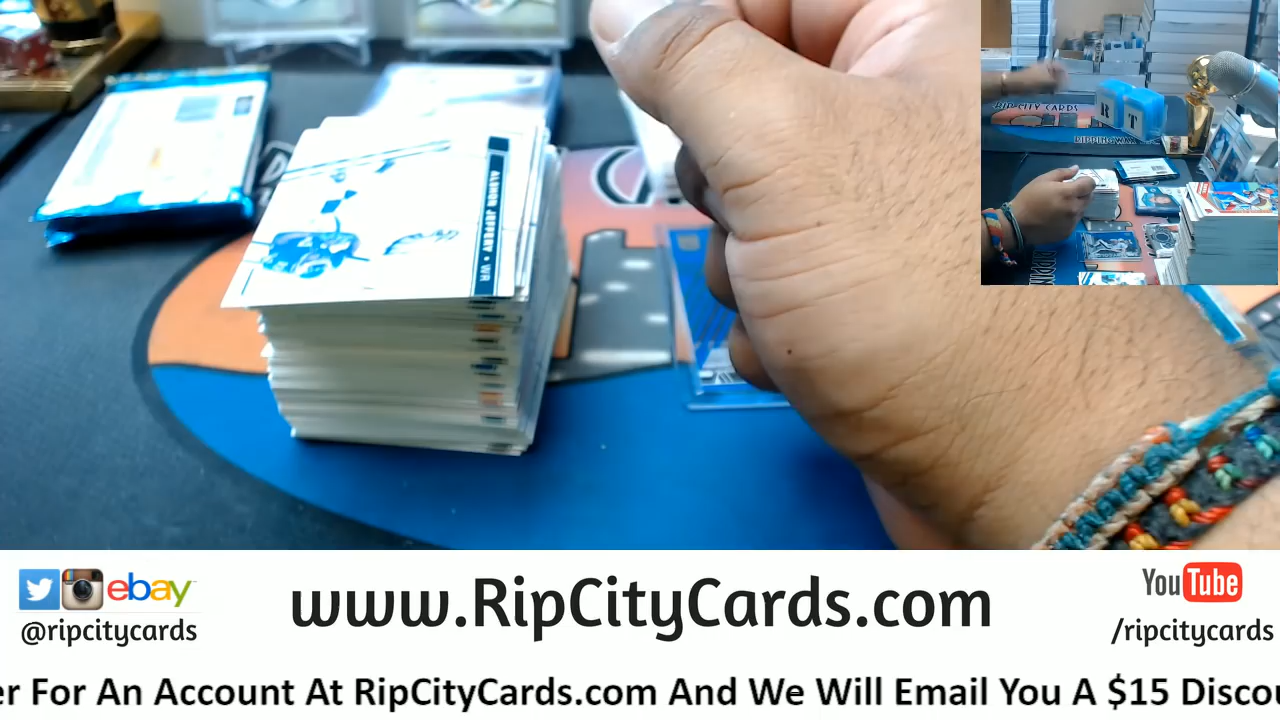 ALSHON JEFFERY • WR
RIP CITY CARDS
RIPPINGWAX
R T
ebay
@ripcitycards
www.RipCityCards.com
YouTube
/ripcitycards
er For An Account At RipCityCards.com And We Will Email You A $15 Discou